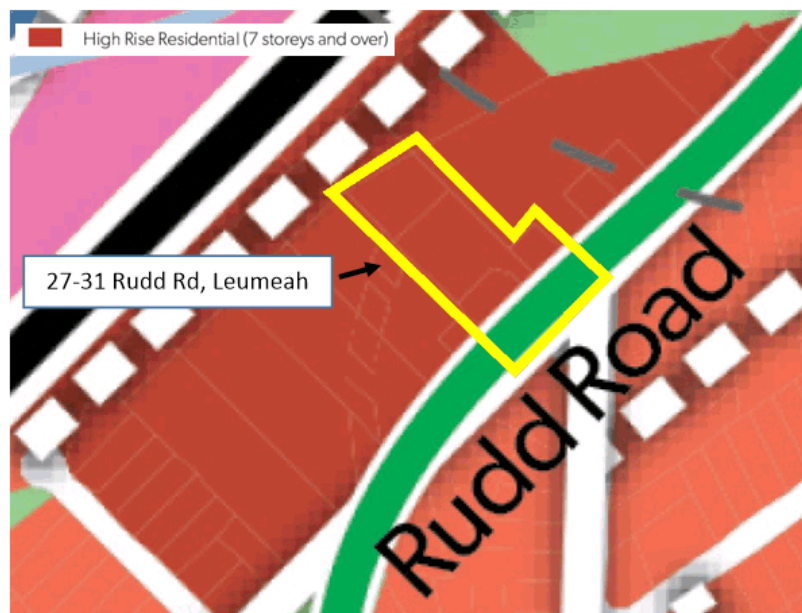 High Rise Residential (7 storeys and over)
27-31 Rudd Rd, Leumeah
Rudd Road